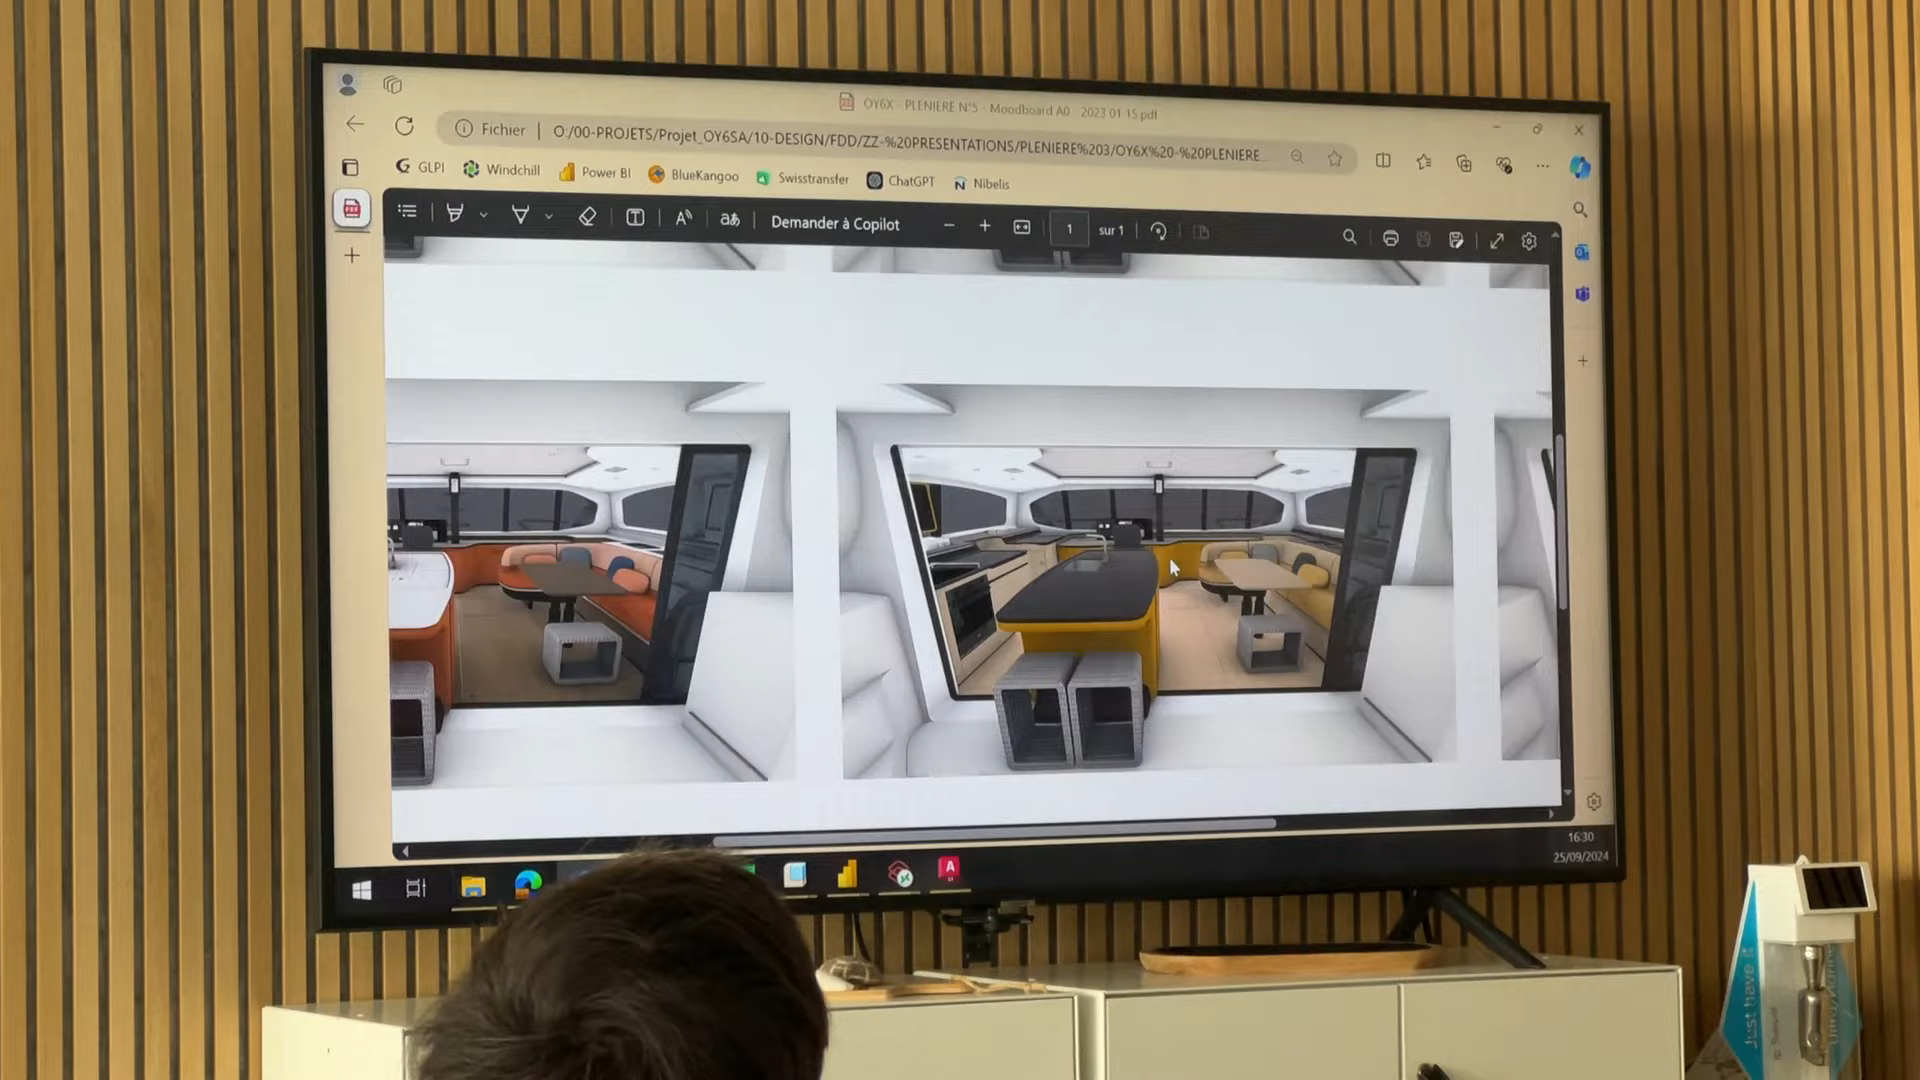 OY6X - PLENIERE N°5 - Moodboard A0 2023 01 15.pdf
Fichier O:/00-PROJETS/Projet_OY6SA/10-DESIGN/FDD/ZZ-%20PRESENTATIONS/PLENIERE%203/OY6X%20-%20PLENIERE...
GLPI Windchill Power BI BlueKangoo Swisstransfer ChatGPT Nibelis
Demander à Copilot 1 sur 1
16:30
25/09/2024
Just have it